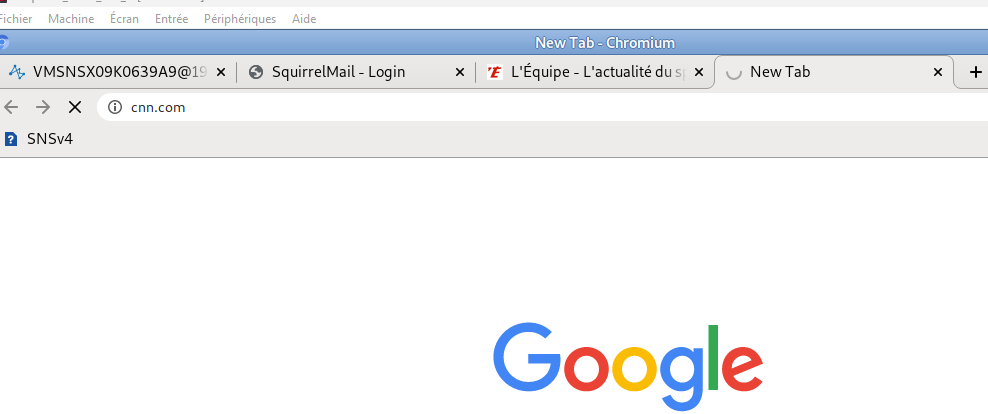 Fichier Machine Écran Entrée Périphériques Aide
New Tab - Chromium
VMSNSX09K0639A9@19 SquirrelMail - Login L'Équipe - L'actualité du sp New Tab
cnn.com
SNSv4
Google